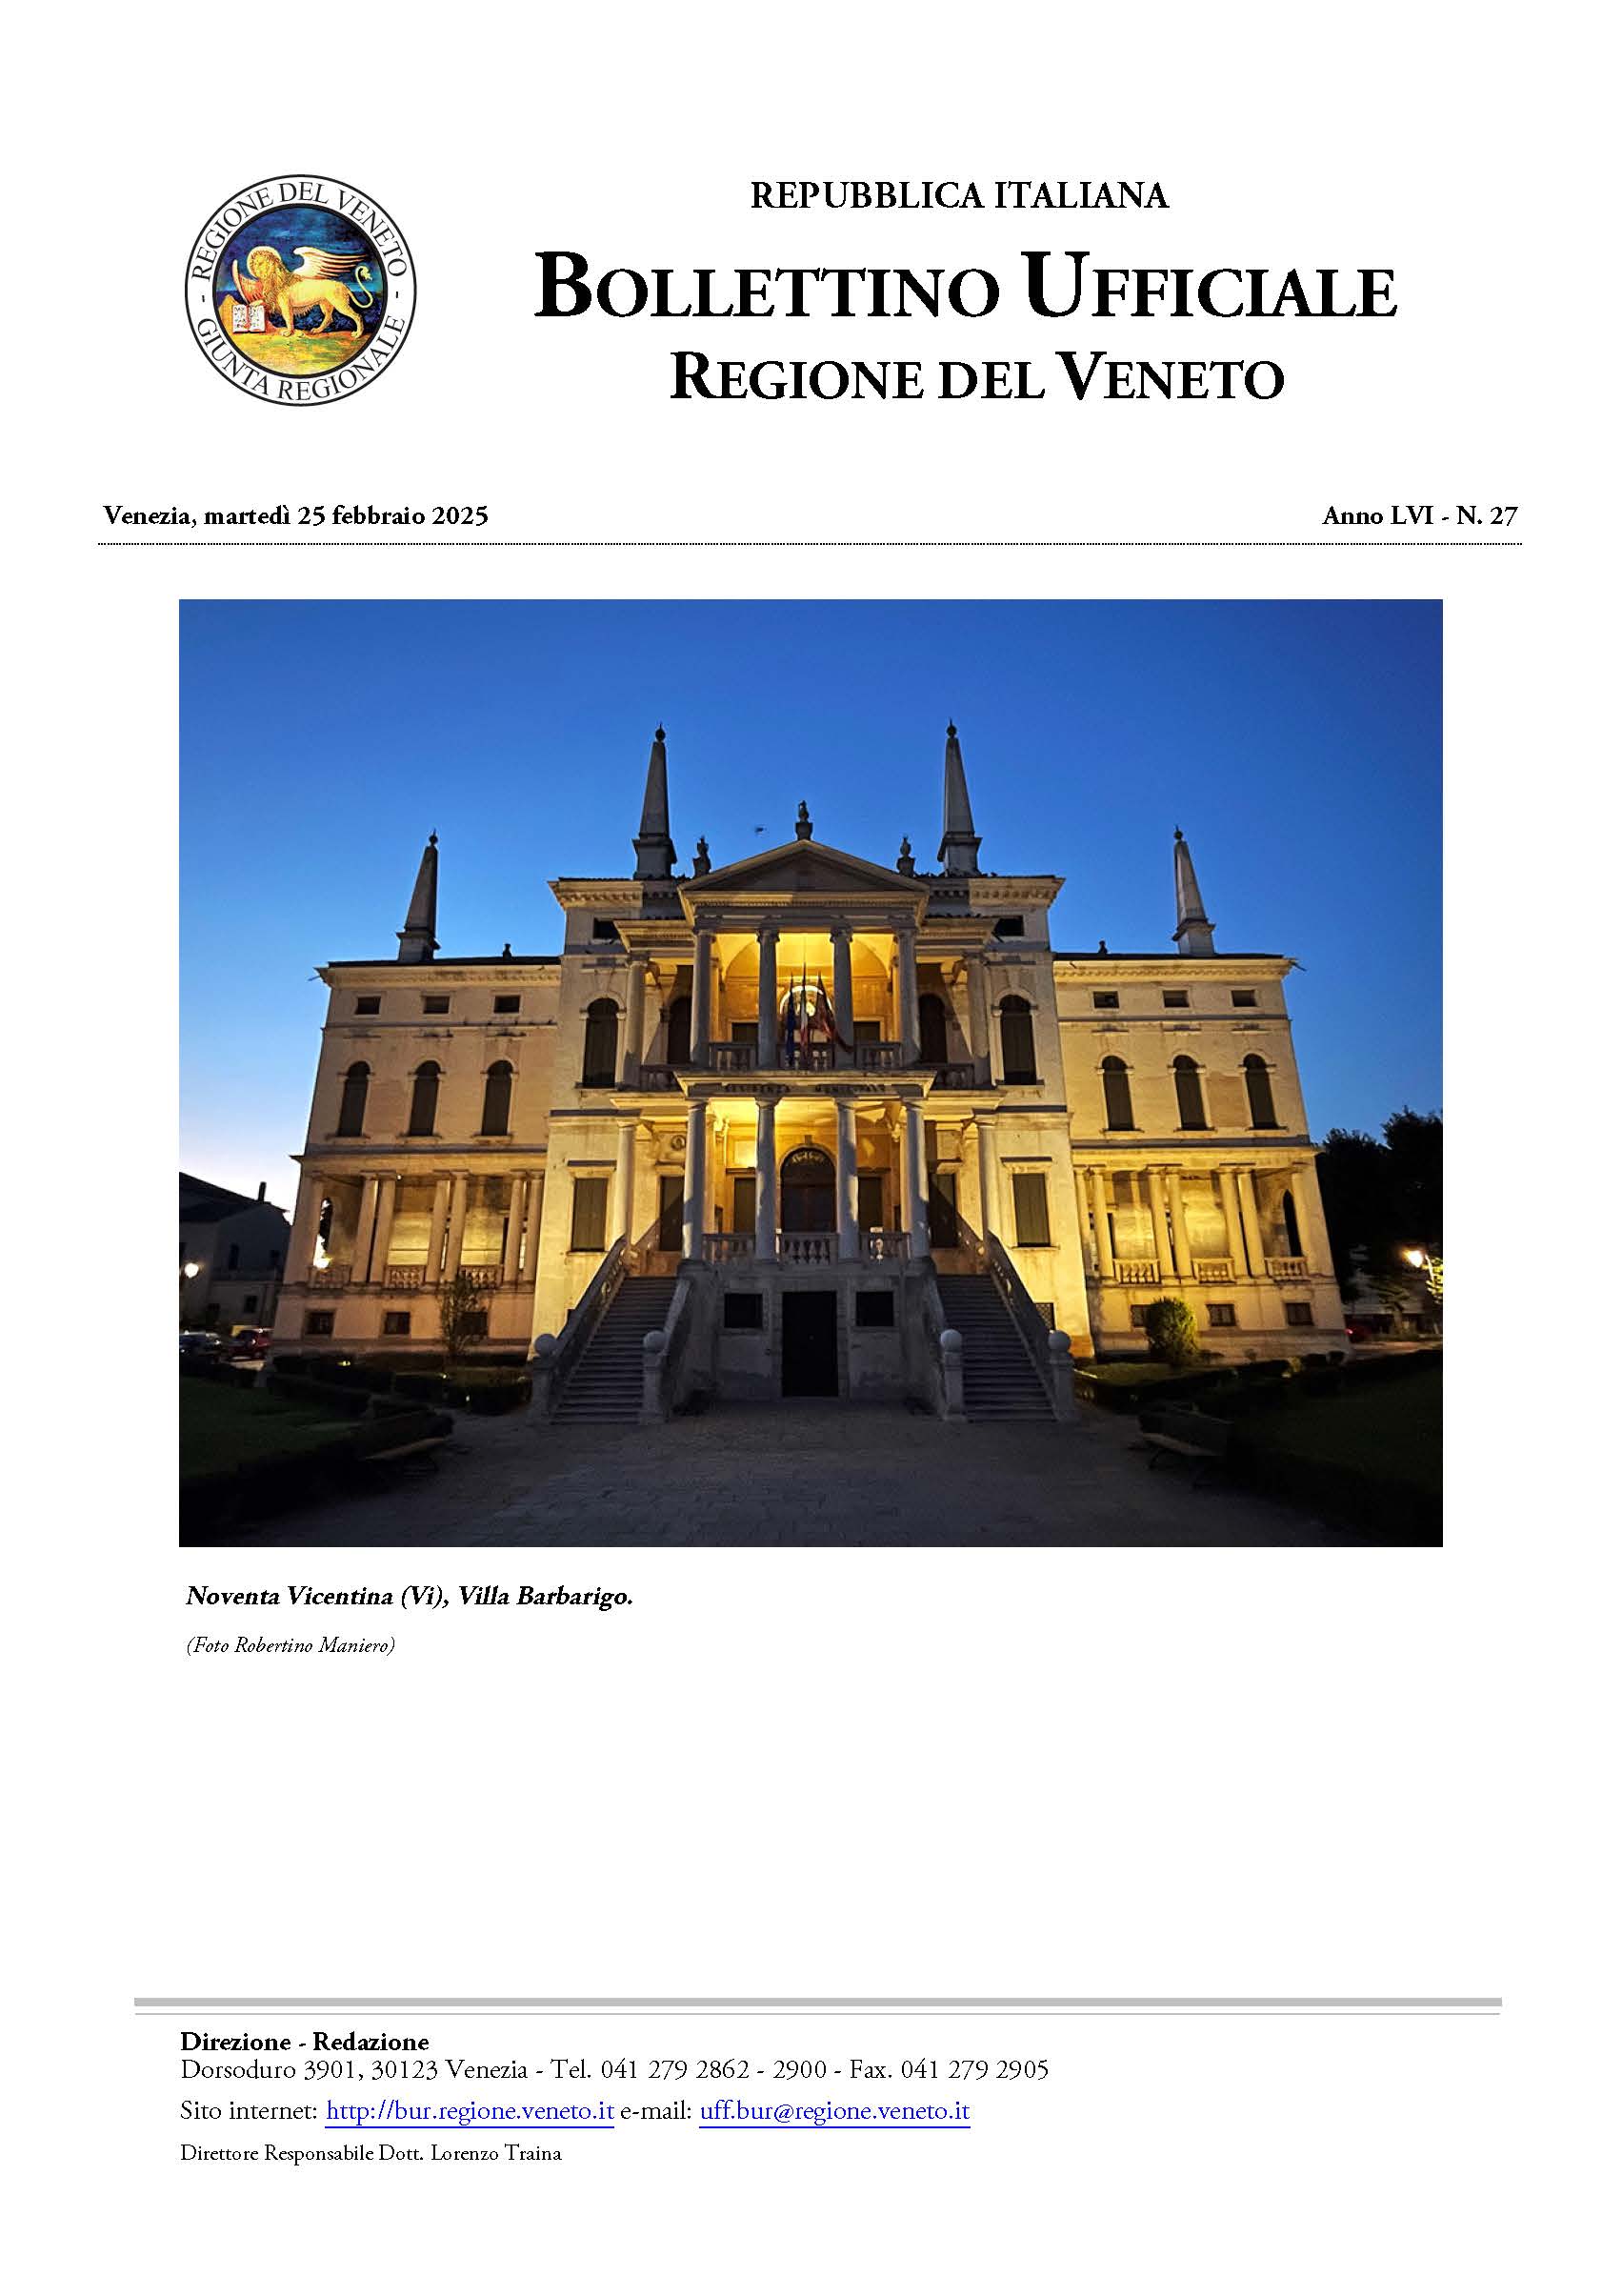 REGIONE DEL VENETO
GIUNTA REGIONALE
REPUBBLICA ITALIANA
BOLLETTINO UFFICIALE
REGIONE DEL VENETO
Venezia, martedì 25 febbraio 2025
Anno LVI - N. 27
RESIDENZA MUNICIPALE
Noventa Vicentina (Vi), Villa Barbarigo.
(Foto Robertino Maniero)
Direzione - Redazione
Dorsoduro 3901, 30123 Venezia - Tel. 041 279 2862 - 2900 - Fax. 041 279 2905
Sito internet: http://bur.regione.veneto.it e-mail: uff.bur@regione.veneto.it
Direttore Responsabile Dott. Lorenzo Traina